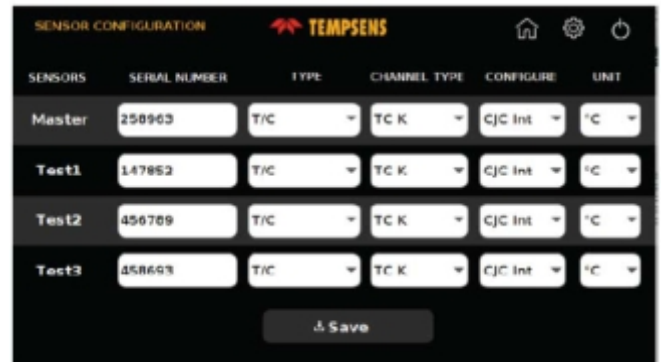 SENSOR CONFIGURATION TEMPSENS
SENSORS SERIAL NUMBER TYPE CHANNEL TYPE CONFIGURE UNIT
Master 258963 T/C TC K CJC Int °C
Test1 147852 T/C TC K CJC Int °C
Test2 456789 T/C TC K CJC Int °C
Test3 458693 T/C TC K CJC Int °C
Save